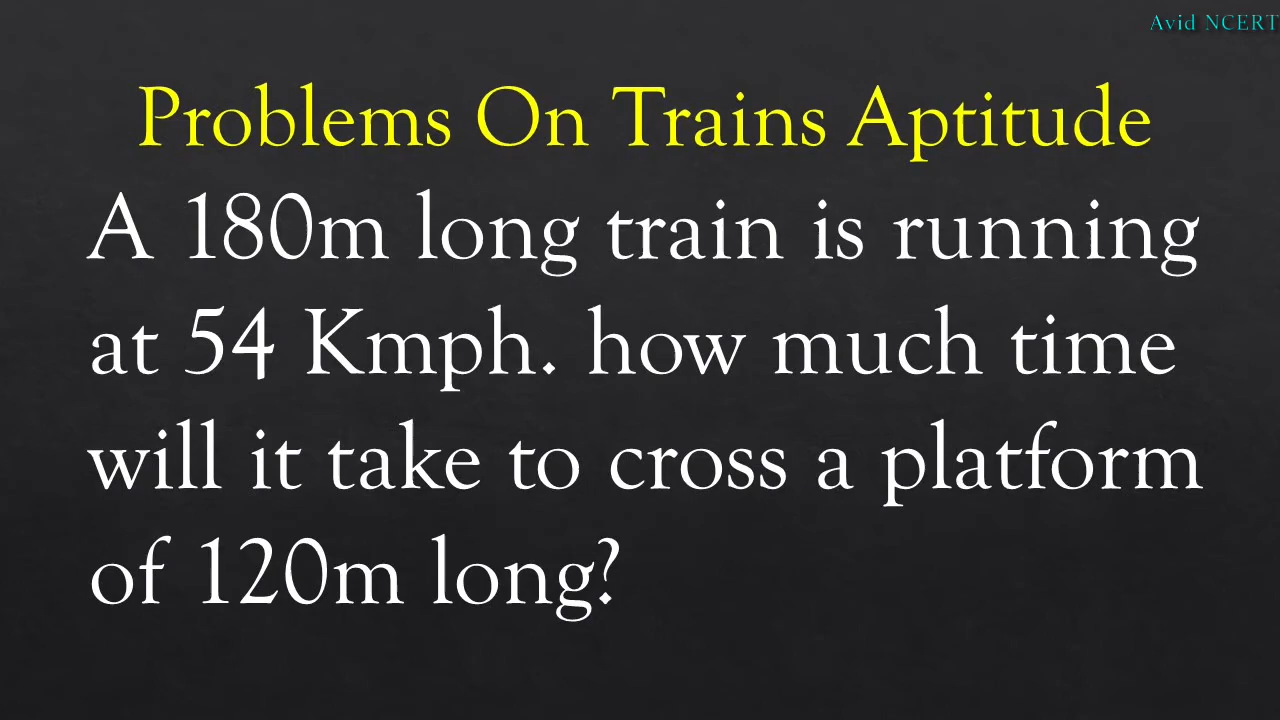 Avid NCERT
Problems On Trains Aptitude
A 180m long train is running
at 54 Kmph. how much time
will it take to cross a platform
of 120m long?